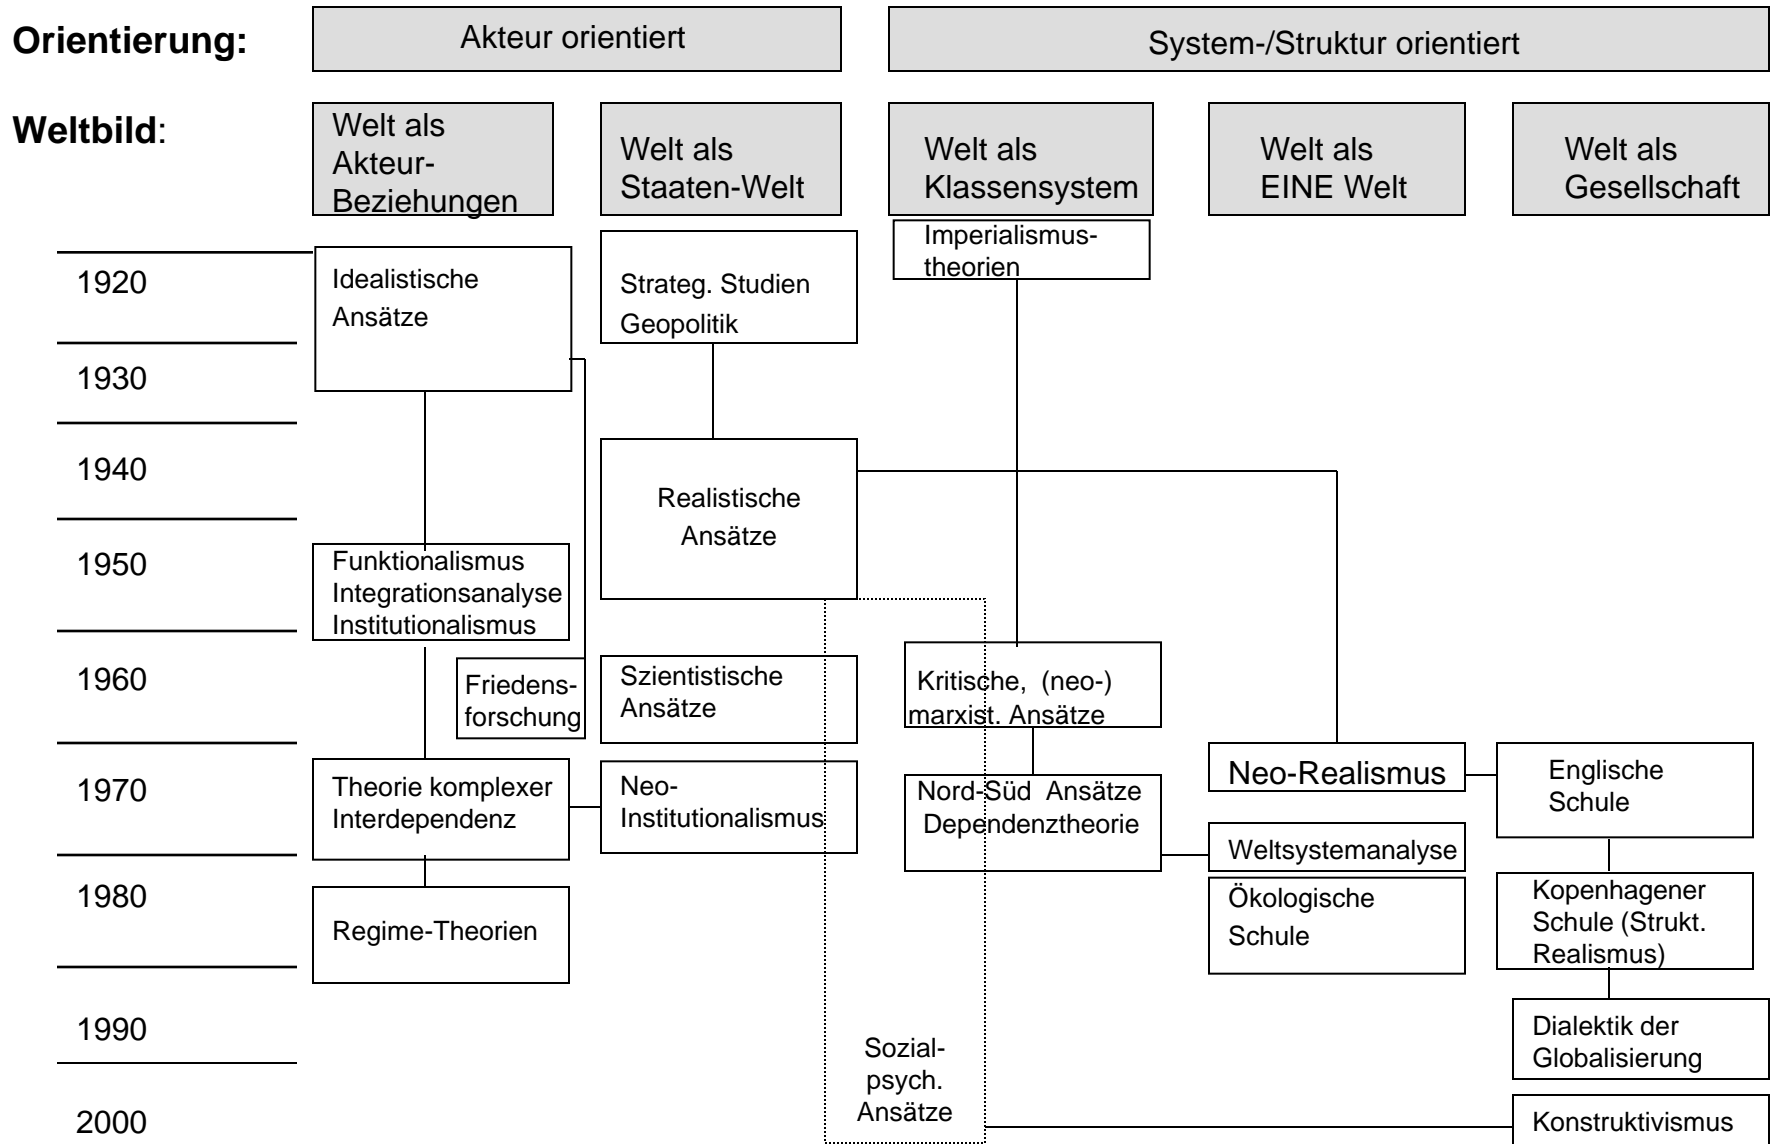 Orientierung:
Akteur orientiert
System-/Struktur orientiert
Weltbild:
Welt als
Akteur-
Beziehungen
Welt als
Staaten-Welt
Welt als
Klassensystem
Welt als
EINE Welt
Welt als
Gesellschaft
1920
Idealistische
Ansätze
Strateg. Studien
Geopolitik
Imperialismus-
theorien
1930
1940
Realistische
Ansätze
1950
Funktionalismus
Integrationsanalyse
Institutionalismus
1960
Friedens-
forschung
Szientistische
Ansätze
Kritische, (neo-)
marxist. Ansätze
1970
Theorie komplexer
Interdependenz
Neo-
Institutionalismus
Nord-Süd Ansätze
Dependenztheorie
Neo-Realismus
Weltsystemanalyse
Englische
Schule
1980
Regime-Theorien
Ökologische
Schule
Kopenhagener
Schule (Strukt.
Realismus)
1990
Sozial-
psych.
Ansätze
Dialektik der
Globalisierung
2000
Konstruktivismus